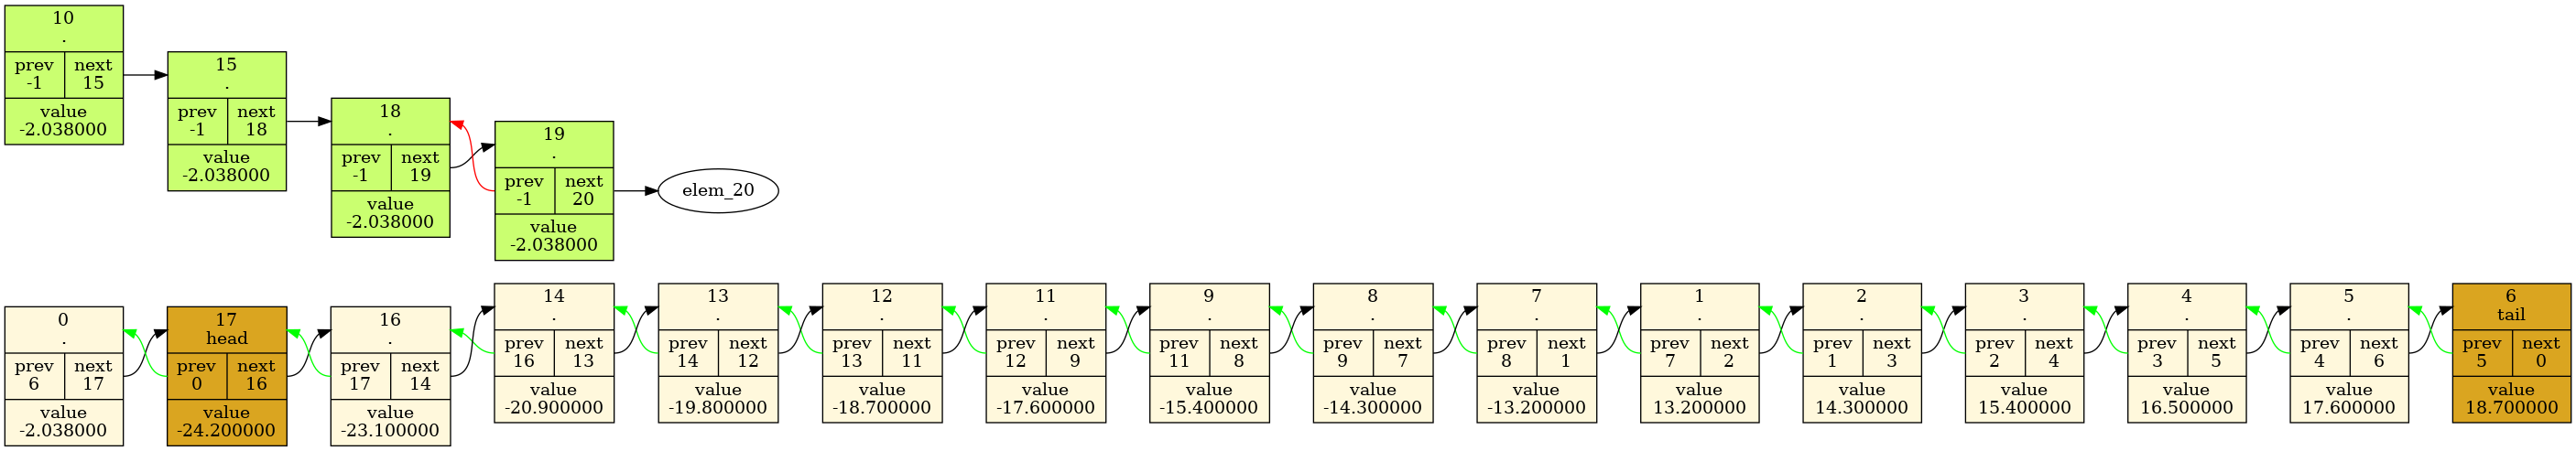 10
.
prev next
-1 15
value
-2.038000
15
.
prev next
-1 18
value
-2.038000
18
.
prev next
-1 19
value
-2.038000
19
.
prev next
-1 20
value
-2.038000
elem_20
0
.
prev next
6 17
value
-2.038000
17
head
prev next
0 16
value
-24.200000
16
.
prev next
17 14
value
-23.100000
14
.
prev next
16 13
value
-20.900000
13
.
prev next
14 12
value
-19.800000
12
.
prev next
13 11
value
-18.700000
11
.
prev next
12 9
value
-17.600000
9
.
prev next
11 8
value
-15.400000
8
.
prev next
9 7
value
-14.300000
7
.
prev next
8 1
value
-13.200000
1
.
prev next
7 2
value
13.200000
2
.
prev next
1 3
value
14.300000
3
.
prev next
2 4
value
15.400000
4
.
prev next
3 5
value
16.500000
5
.
prev next
4 6
value
17.600000
6
tail
prev next
5 0
value
18.700000